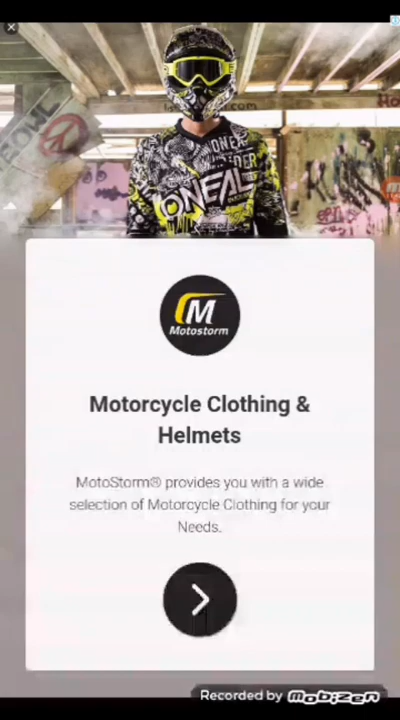 ONEAL
M
Motostorm
Motorcycle Clothing &
Helmets
MotoStorm® provides you with a wide
selection of Motorcycle Clothing for your
Needs.
Recorded by mobizen